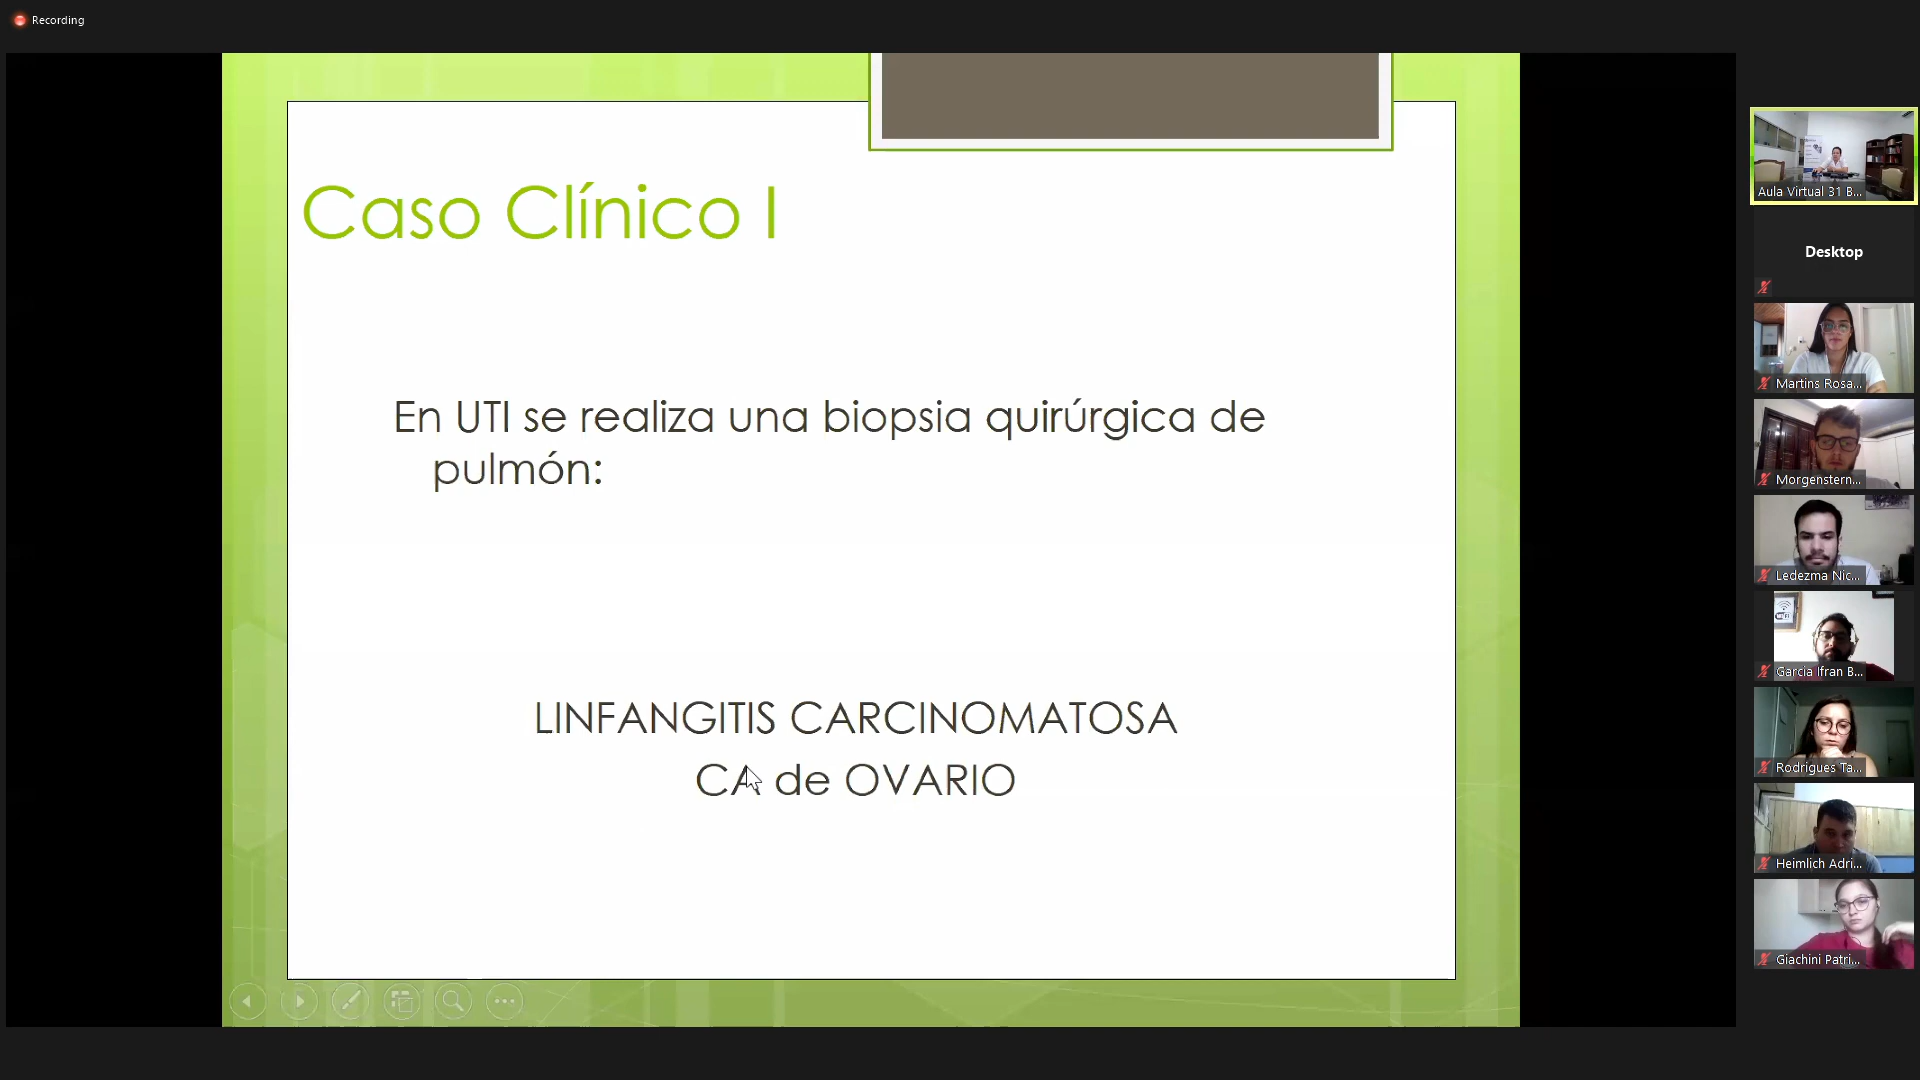 Recording
Caso Clínico I
En UTI se realiza una biopsia quirúrgica de
pulmón:
LINFANGITIS CARCINOMATOSA
CA de OVARIO
Aula Virtual 31 B...
Desktop
Martins Rosa...
Morgenstern...
Ledezma Nic...
Garcia Ifran B...
Rodrigues Ta...
Heimlich Adri...
Giachini Patri...